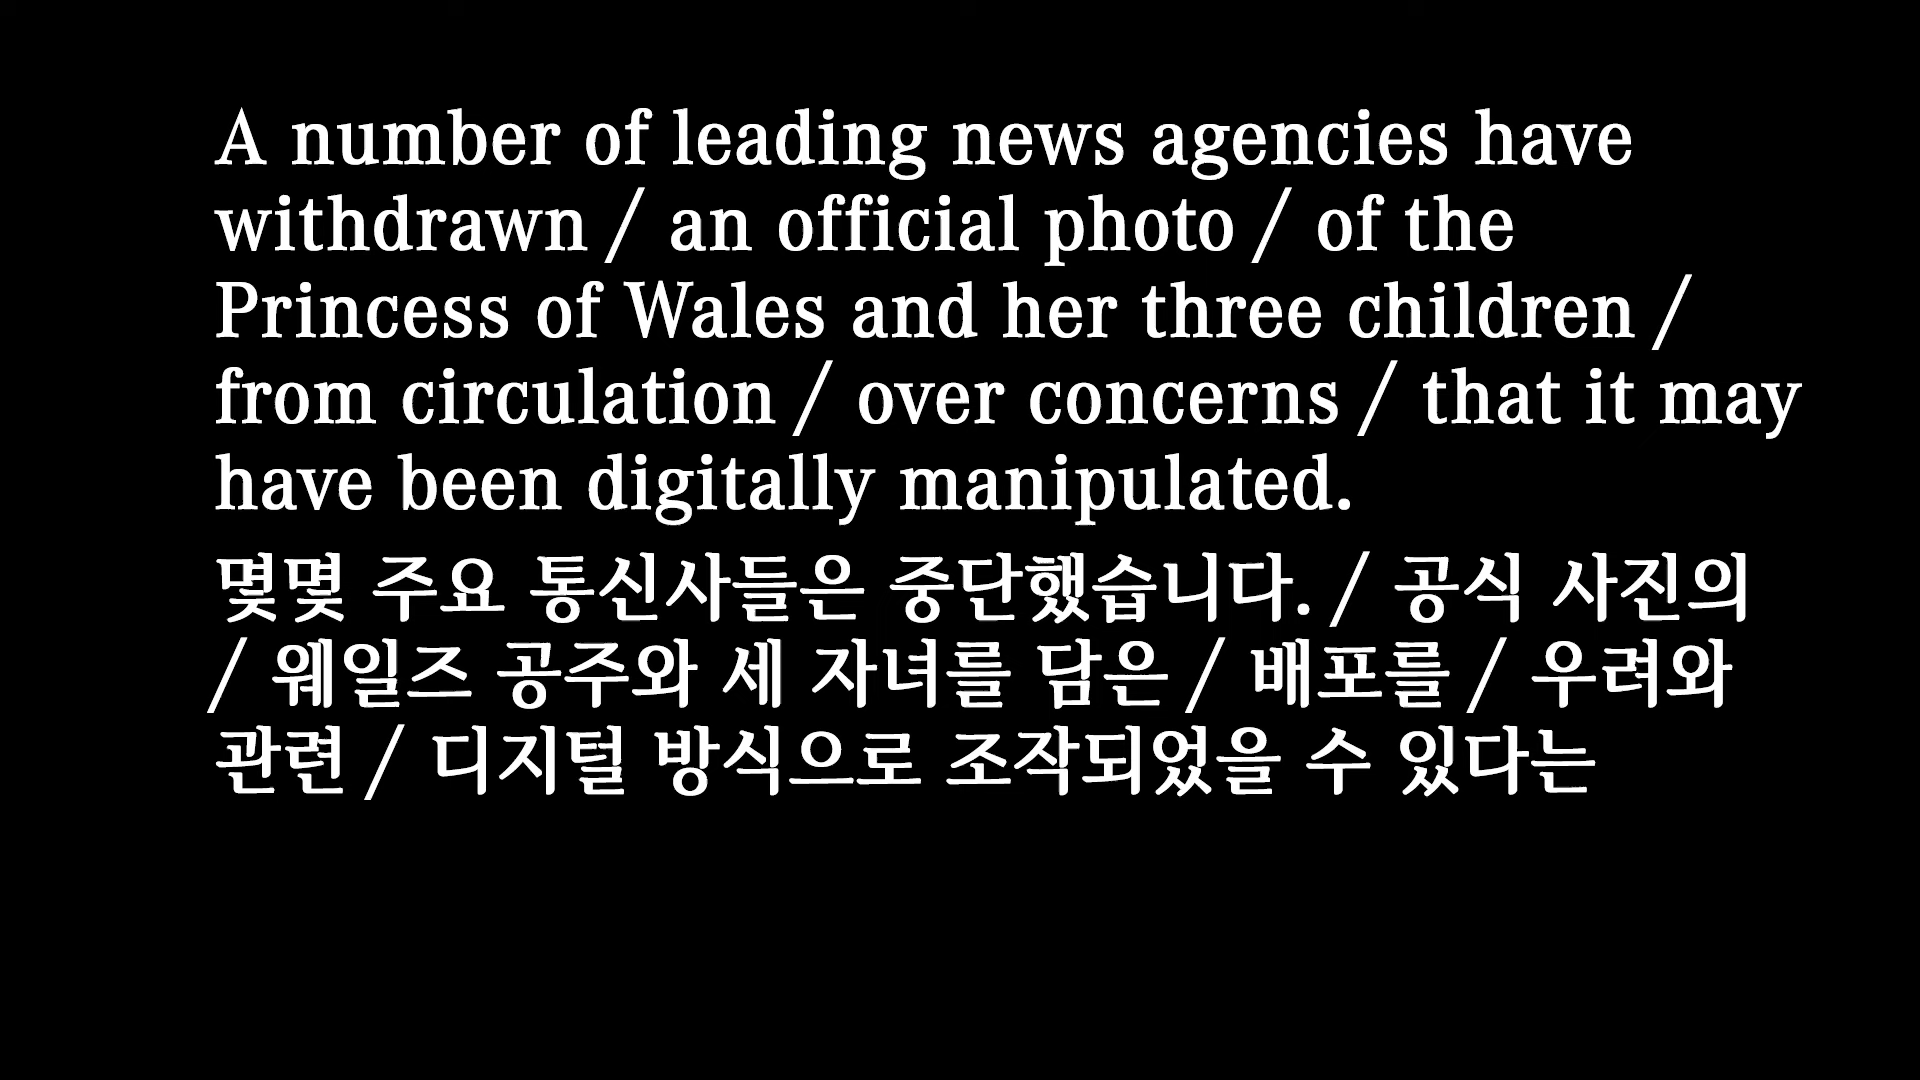 A number of leading news agencies have
withdrawn / an official photo / of the
Princess of Wales and her three children /
from circulation / over concerns / that it may
have been digitally manipulated.
몇몇 주요 통신사들은 중단했습니다. / 공식 사진의
/ 웨일즈 공주와 세 자녀를 담은 / 배포를 / 우려와
관련 / 디지털 방식으로 조작되었을 수 있다는